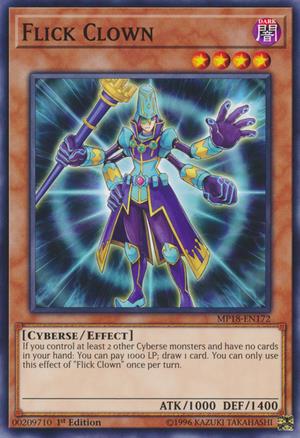 FLICK CLOWN
DARK
闇
MP18-EN172
[CYBERSE/EFFECT]
If you control at least 2 other Cyberse monsters and have no cards
in your hand: You can pay 1000 LP; draw 1 card. You can only use
this effect of "Flick Clown" once per turn.
ATK/1000 DEF/1400
00209710 1st Edition ©1996 KAZUKI TAKAHASHI